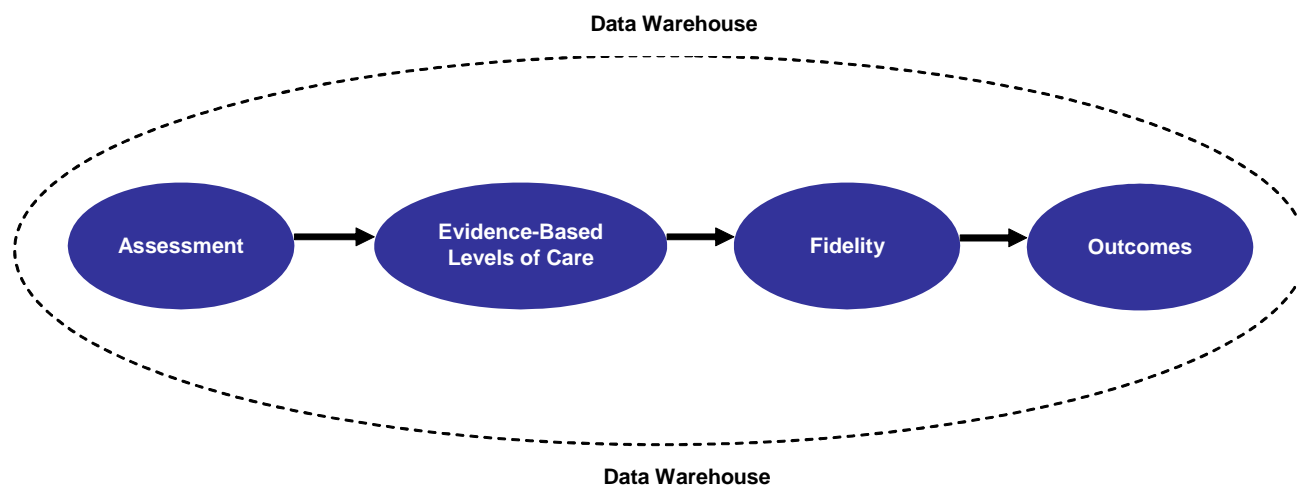 Data Warehouse
Assessment
Evidence-Based
Levels of Care
Fidelity
Outcomes
Data Warehouse